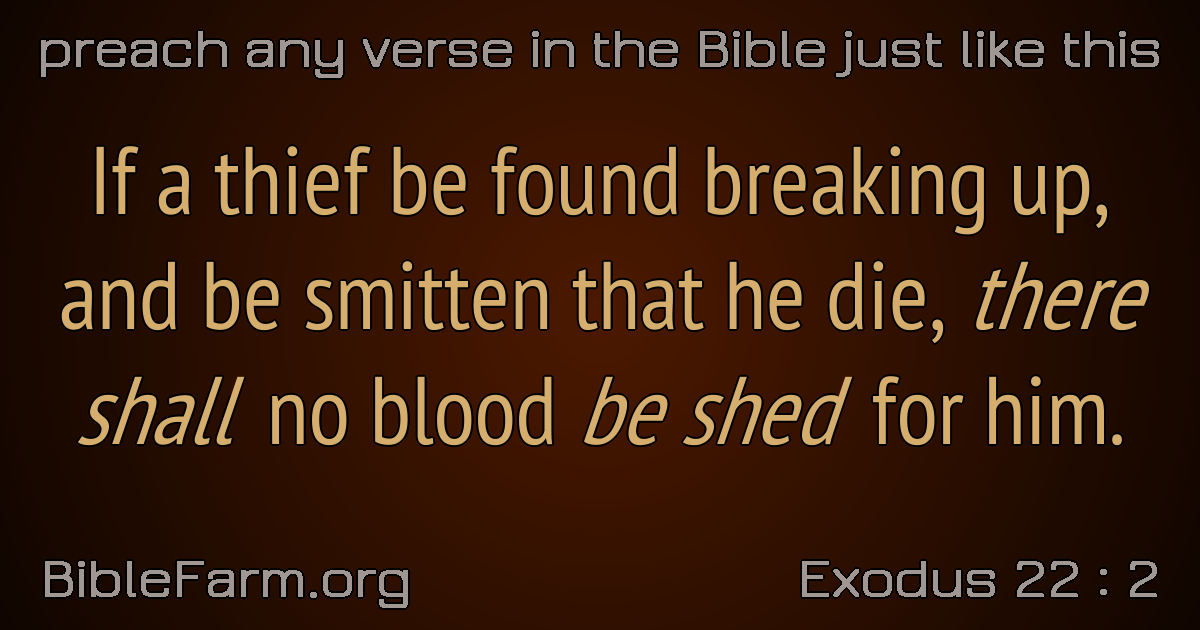 preach any verse in the Bible just like this
If a thief be found breaking up,
and be smitten that he die, there
shall no blood be shed for him.
BibleFarm.org
Exodus 22 : 2